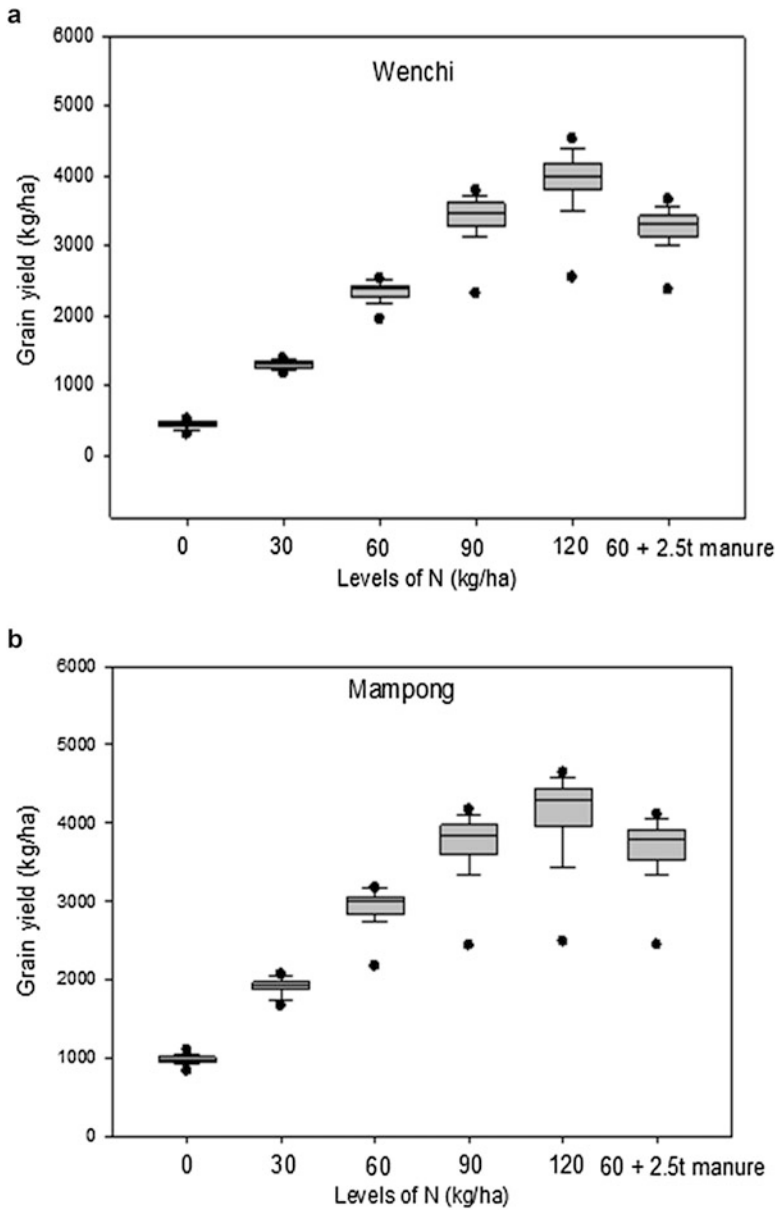 a
Wenchi
Grain yield (kg/ha)
6000
5000
4000
3000
2000
1000
0
0 30 60 90 120 60 + 2.5t manure
Levels of N (kg/ha)
b
Mampong
Grain yield (kg/ha)
6000
5000
4000
3000
2000
1000
0
0 30 60 90 120 60 + 2.5t manure
Levels of N (kg/ha)